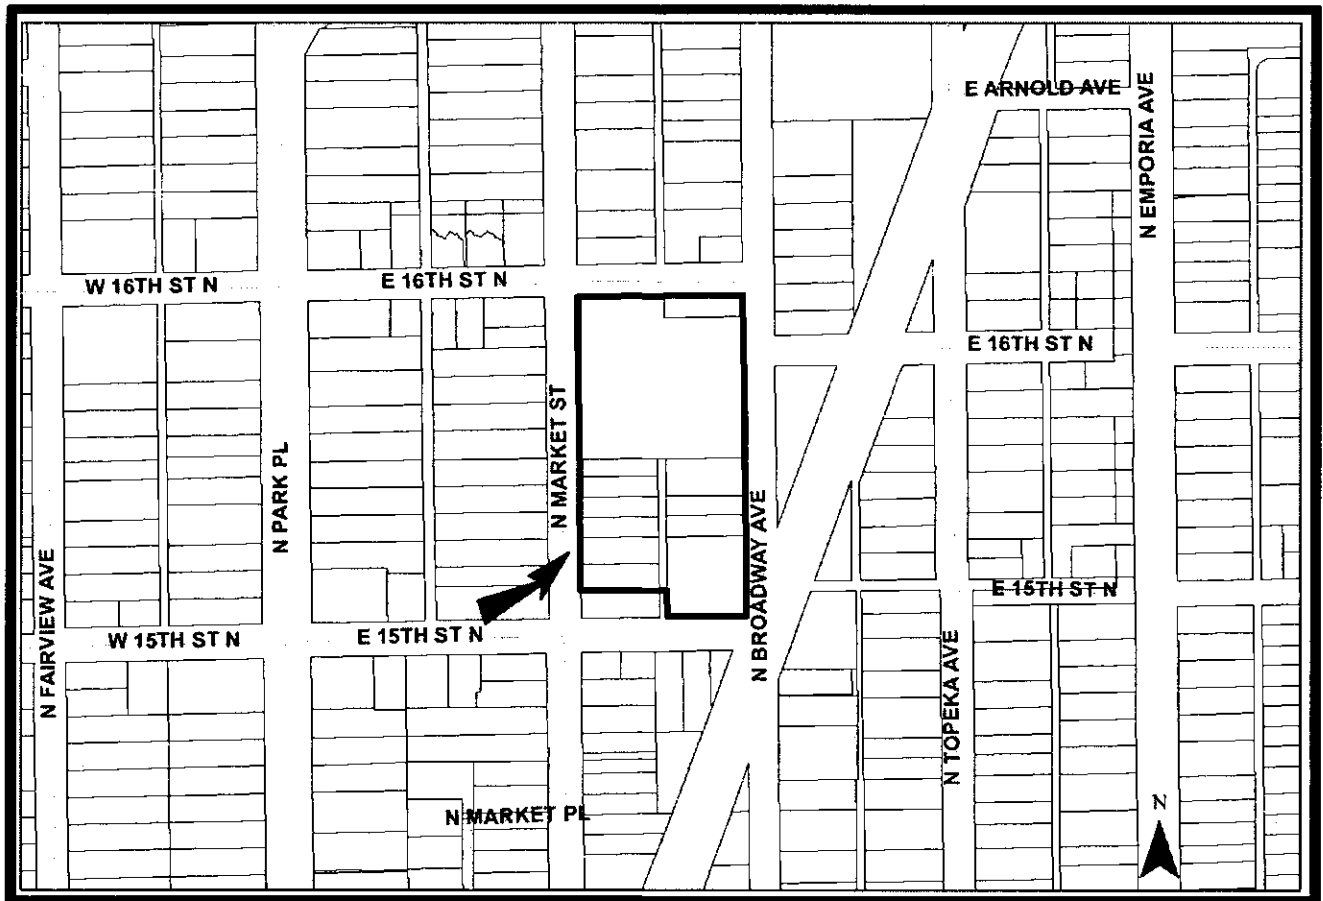 E ARNOLD AVE
N EMPORIA AVE
W 16TH ST N
E 16TH ST N
E 16TH ST N
N MARKET ST
N PARK PL
N BROADWAY AVE
N FAIRVIEW AVE
E 15TH ST N
W 15TH ST N
E 15TH ST N
N TOPEKA AVE
N MARKET PL
N